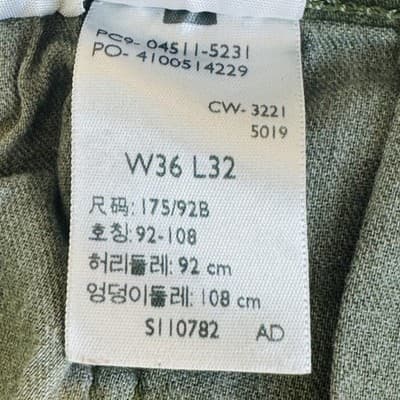 PC9- 04511-5231
PO- 4100514229
CW- 3221
5019
W36 L32
尺码: 175/92B
호칭: 92-108
허리둘레: 92 cm
엉덩이둘레: 108 cm
S110782 AD